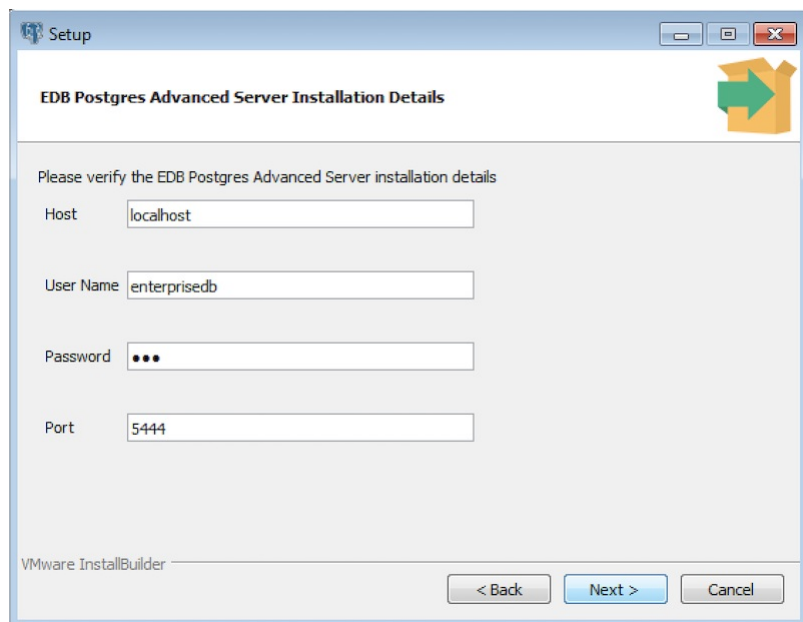 Setup
EDB Postgres Advanced Server Installation Details
Please verify the EDB Postgres Advanced Server installation details
Host localhost
User Name enterprisedb
Password •••
Port 5444
VMware InstallBuilder
< Back Next > Cancel